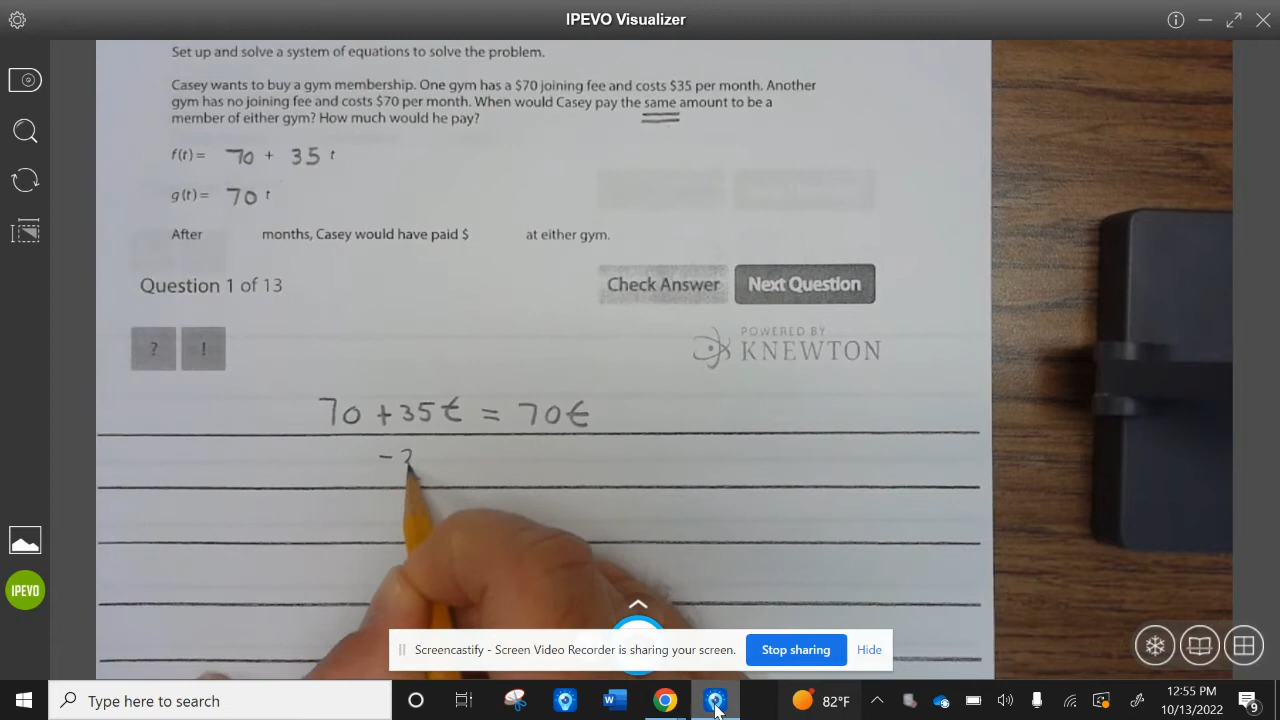 IPEVO Visualizer
Set up and solve a system of equations to solve the problem.
Casey wants to buy a gym membership. One gym has a $70 joining fee and costs $35 per month. Another
gym has no joining fee and costs $70 per month. When would Casey pay the same amount to be a
member of either gym? How much would he pay?
f(t) = 70 + 35 t
g(t) = 70 t
After months, Casey would have paid $ at either gym.
Question 1 of 13
Check Answer
Next Question
? !
POWERED BY
KNEWTON
70 + 35t = 70t
-
IPEVO
Screencastify - Screen Video Recorder is sharing your screen.
Stop sharing
Hide
Type here to search
82°F
12:55 PM
10/13/2022
9